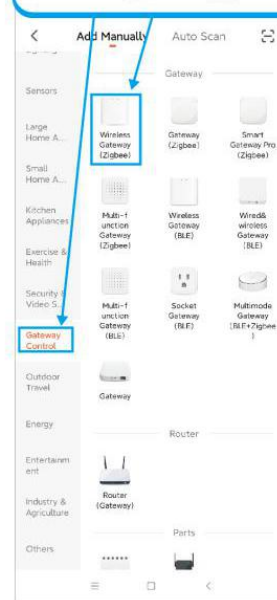 Add Manually
Auto Scan
Sensors
Large
Home A...
Small
Home A...
Kitchen
Appliances
Exercise &
Health
Security &
Video S...
Gateway
Control
Outdoor
Travel
Energy
Entertainm
ent
Industry &
Agriculture
Others
Gateway
Wireless
Gateway
(Zigbee)
Gateway
(Zigbee)
Smart
Gateway Pro
(Zigbee)
Multi-f
unction
Gateway
(Zigbee)
Wireless
Gateway
(BLE)
Wired&
wireless
Gateway
(BLE)
Multi-f
unction
Gateway
(BLE)
Socket
Gateway
(BLE)
Multimode
Gateway
(BLE+Zigbee
)
Gateway
Router
Router
(Gateway)
Parts